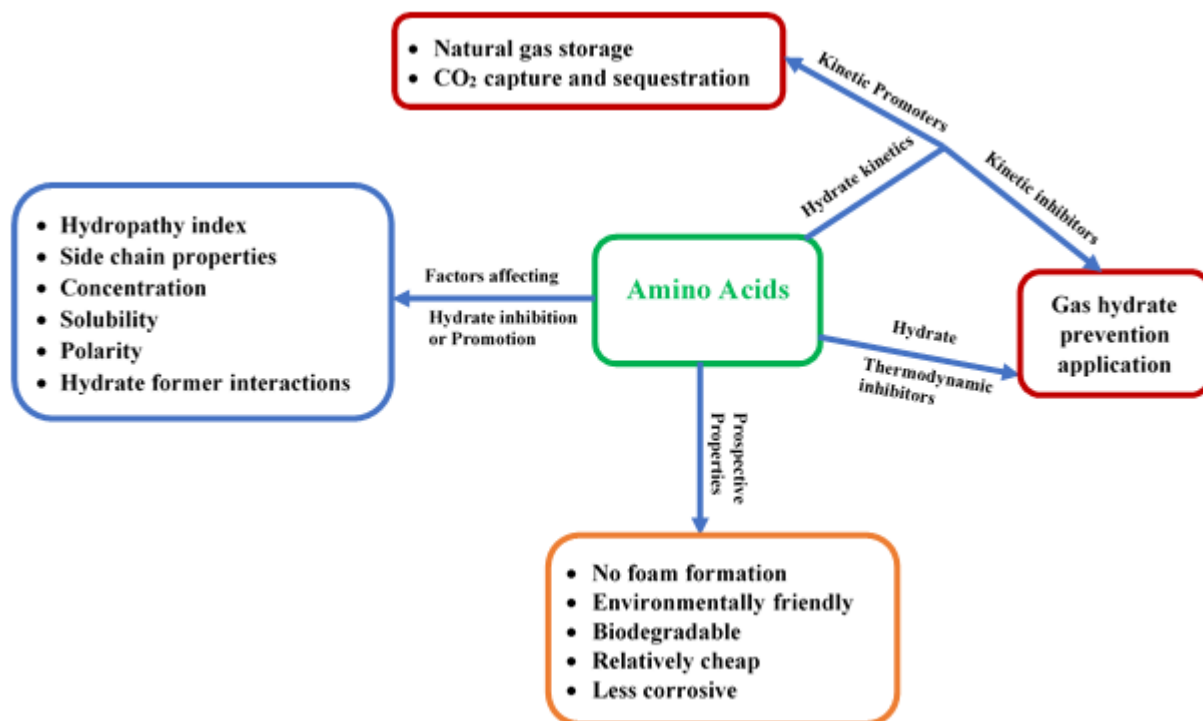 • Natural gas storage
• CO₂ capture and sequestration
Kinetic Promoters
Hydrate kinetics
Kinetic inhibitors
• Hydropathy index
• Side chain properties
• Concentration
• Solubility
• Polarity
• Hydrate former interactions
Factors affecting
Hydrate inhibition
or Promotion
Amino Acids
Hydrate
Thermodynamic
inhibitors
Gas hydrate
prevention
application
Prospective
Properties
• No foam formation
• Environmentally friendly
• Biodegradable
• Relatively cheap
• Less corrosive